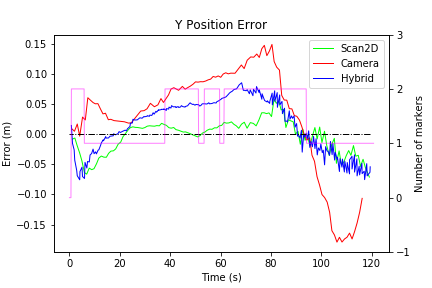 Y Position Error
Scan2D
Camera
Hybrid
Error (m)
0.15
0.10
0.05
0.00
−0.05
−0.10
−0.15
3
2
1
0
−1
Number of markers
0 20 40 60 80 100 120
Time (s)